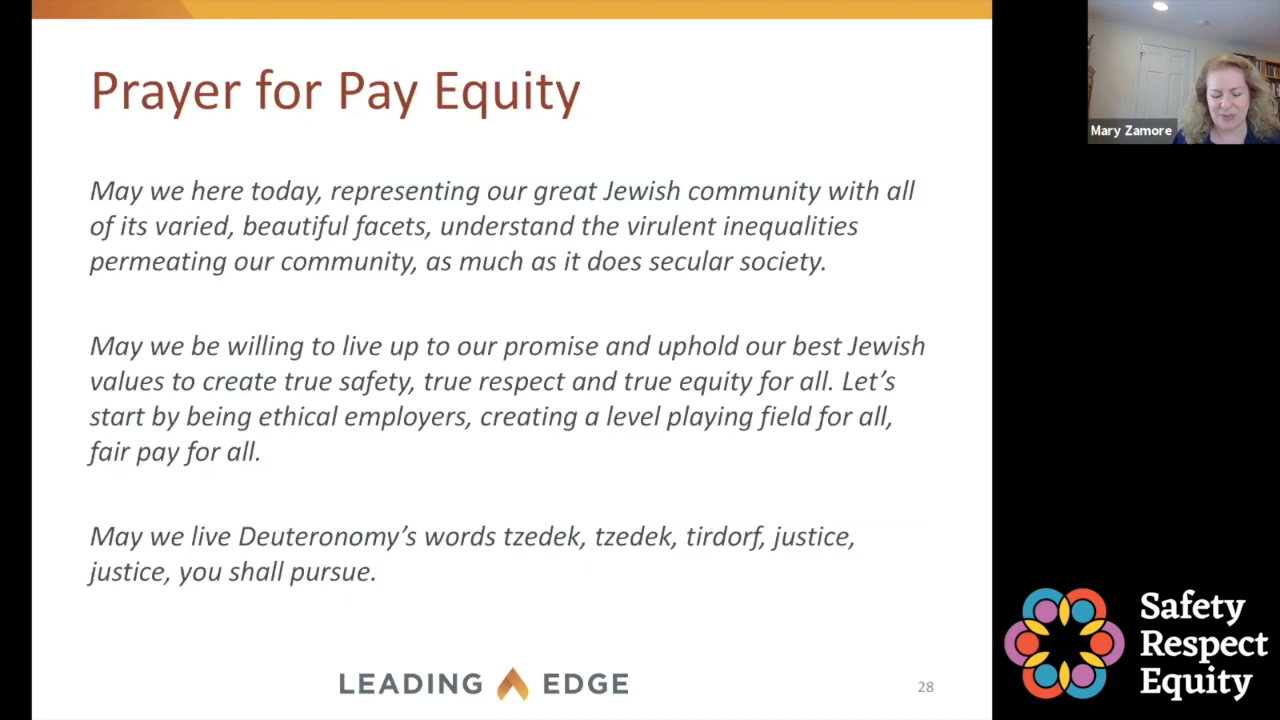 Prayer for Pay Equity
May we here today, representing our great Jewish community with all
of its varied, beautiful facets, understand the virulent inequalities
permeating our community, as much as it does secular society.
May we be willing to live up to our promise and uphold our best Jewish
values to create true safety, true respect and true equity for all. Let’s
start by being ethical employers, creating a level playing field for all,
fair pay for all.
May we live Deuteronomy’s words tzedek, tzedek, tirdorf, justice,
justice, you shall pursue.
LEADING EDGE
28
Mary Zamore
Safety
Respect
Equity